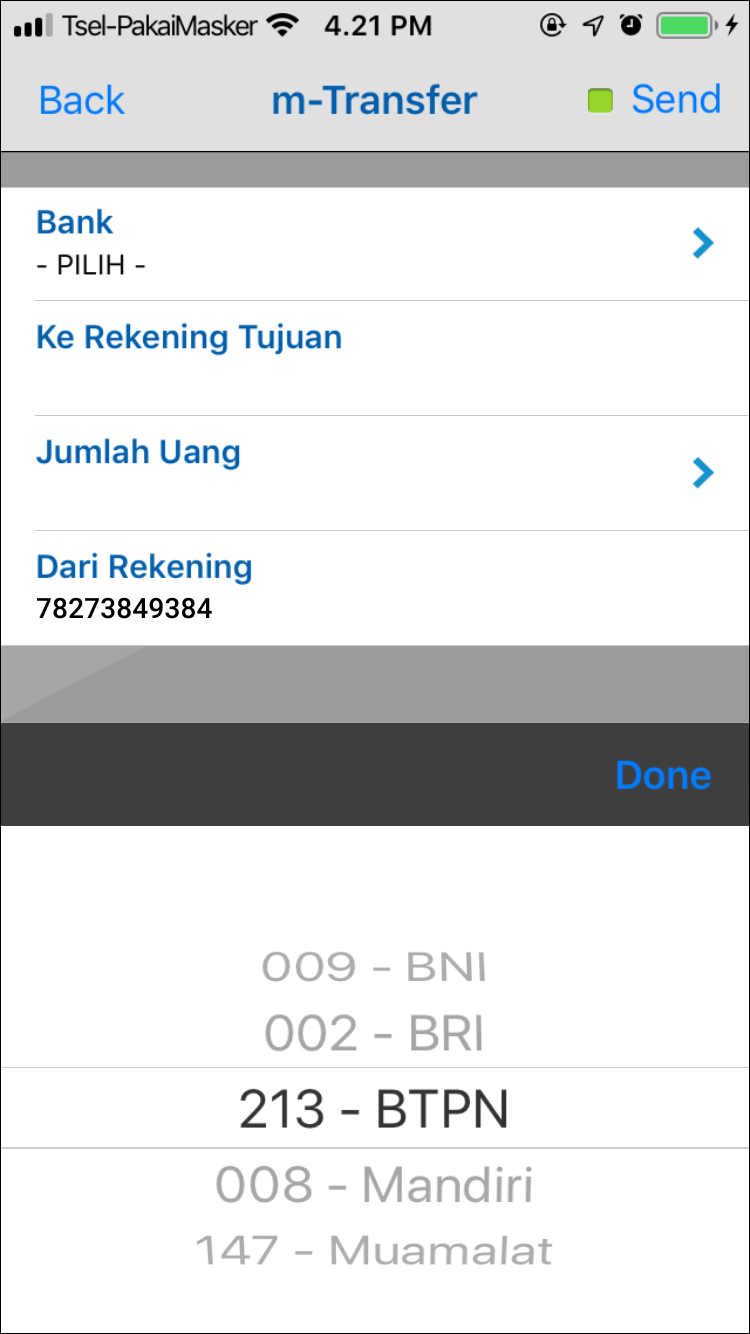 Tsel-PakaiMasker 4.21 PM
Back m-Transfer Send
Bank
- PILIH -
Ke Rekening Tujuan
Jumlah Uang
Dari Rekening
78273849384
Done
009 - BNI
002 - BRI
213 - BTPN
008 - Mandiri
147 - Muamalat